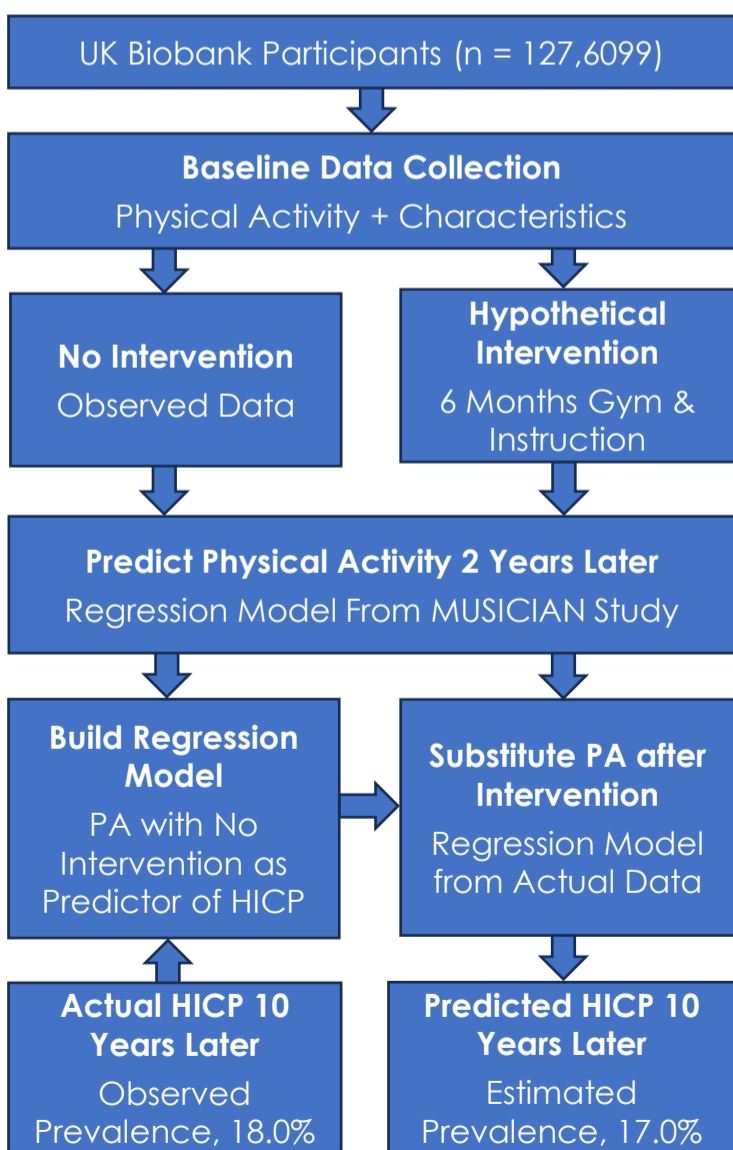 UK Biobank Participants (n = 127,6099)
Baseline Data Collection
Physical Activity + Characteristics
No Intervention
Observed Data
Hypothetical
Intervention
6 Months Gym &
Instruction
Predict Physical Activity 2 Years Later
Regression Model From MUSICIAN Study
Build Regression
Model
PA with No
Intervention as
Predictor of HICP
Substitute PA after
Intervention
Regression Model
from Actual Data
Actual HICP 10
Years Later
Observed
Prevalence, 18.0%
Predicted HICP 10
Years Later
Estimated
Prevalence, 17.0%